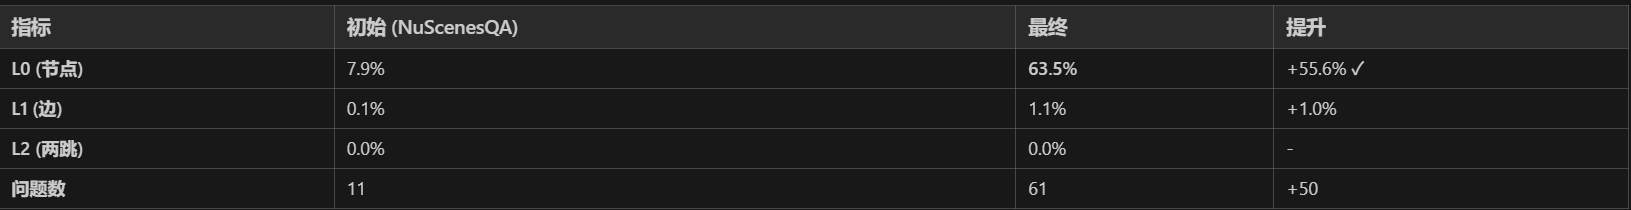 指标 初始 (NuScenesQA) 最终 提升
L0 (节点) 7.9% 63.5% +55.6% ✓
L1 (边) 0.1% 1.1% +1.0%
L2 (两跳) 0.0% 0.0% -
问题数 11 61 +50